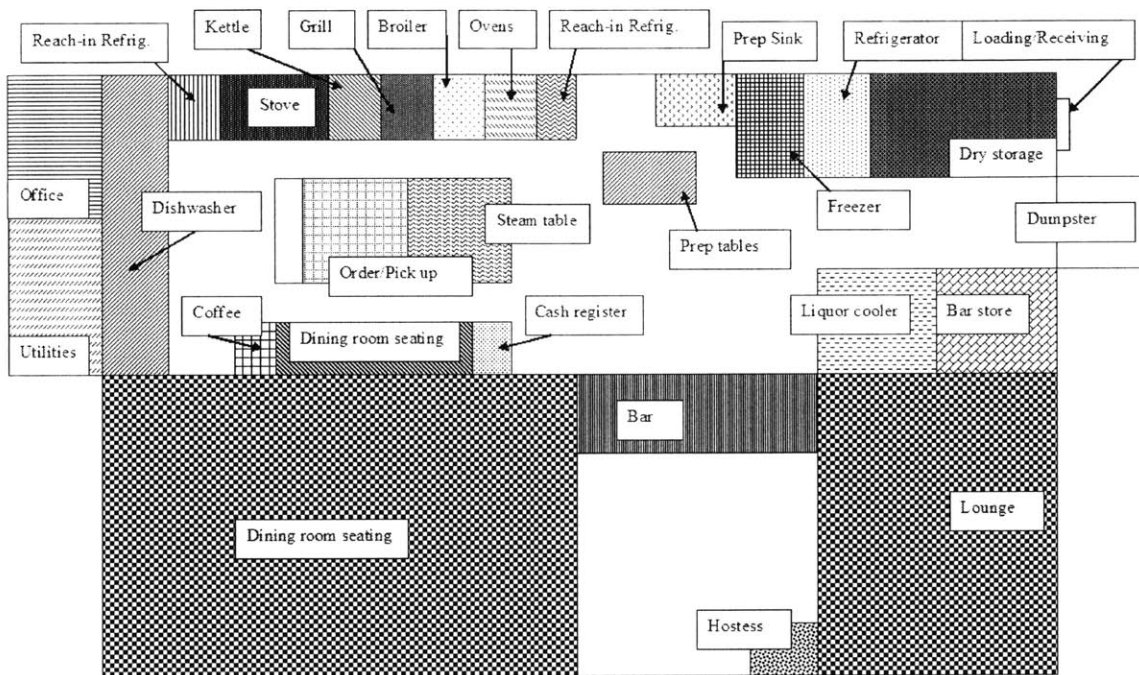 Kettle
Grill
Broiler
Ovens
Reach-in Refrig.
Reach-in Refrig.
Prep Sink
Refrigerator
Loading/Receiving
Stove
Dry storage
Office
Dishwasher
Steam table
Freezer
Dumpster
Prep tables
Order/Pick up
Coffee
Cash register
Liquor cooler
Bar store
Dining room seating
Utilities
Bar
Dining room seating
Lounge
Hostess